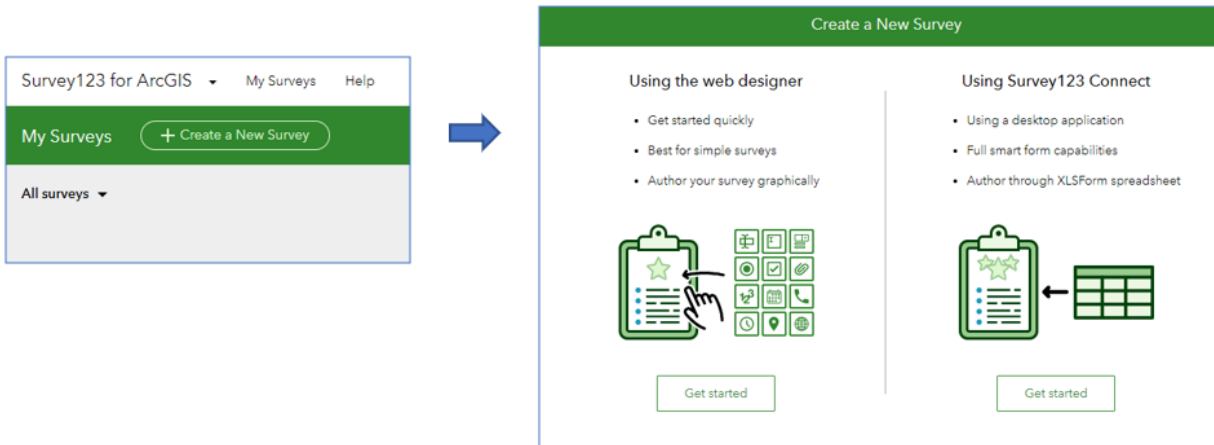 Survey123 for ArcGIS My Surveys Help
My Surveys + Create a New Survey
All surveys
Create a New Survey
Using the web designer
• Get started quickly
• Best for simple surveys
• Author your survey graphically
Get started
Using Survey123 Connect
• Using a desktop application
• Full smart form capabilities
• Author through XLSForm spreadsheet
Get started